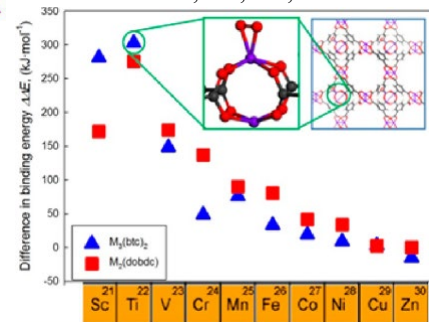 350
300
250
200
150
100
50
0
-50
Difference in binding energy ΔΔE, (kJ·mol⁻¹)
M₃(btc)₂
M₂(dobdc)
21 22 23 24 25 26 27 28 29 30
Sc Ti V Cr Mn Fe Co Ni Cu Zn